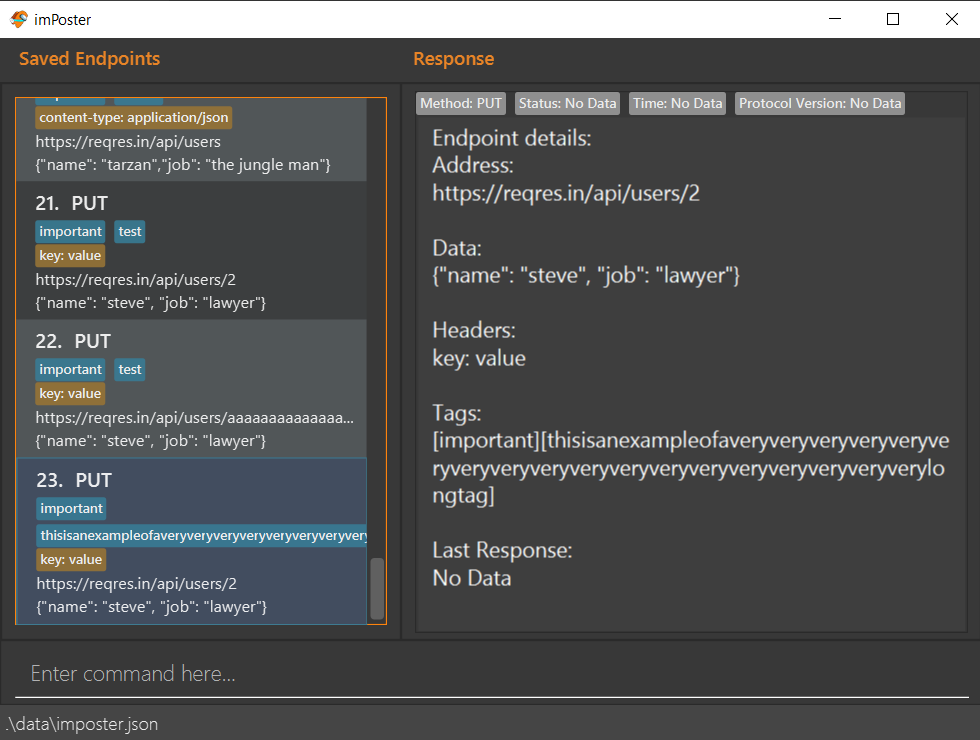 imPoster
Saved Endpoints
content-type: application/json
https://reqres.in/api/users
{"name": "tarzan","job": "the jungle man"}
21. PUT
important test
key: value
https://reqres.in/api/users/2
{"name": "steve", "job": "lawyer"}
22. PUT
important test
key: value
https://reqres.in/api/users/aaaaaaaaaaaaaa...
{"name": "steve", "job": "lawyer"}
23. PUT
important
thisisanexampleofaveryveryveryveryveryveryvery
key: value
https://reqres.in/api/users/2
{"name": "steve", "job": "lawyer"}
Response
Method: PUT Status: No Data Time: No Data Protocol Version: No Data
Endpoint details:
Address:
https://reqres.in/api/users/2
Data:
{"name": "steve", "job": "lawyer"}
Headers:
key: value
Tags:
[important][thisisanexampleofaveryveryveryveryveryve
ryveryveryveryveryveryveryveryveryveryveryveryverylo
ngtag]
Last Response:
No Data
Enter command here...
.\data\imposter.json